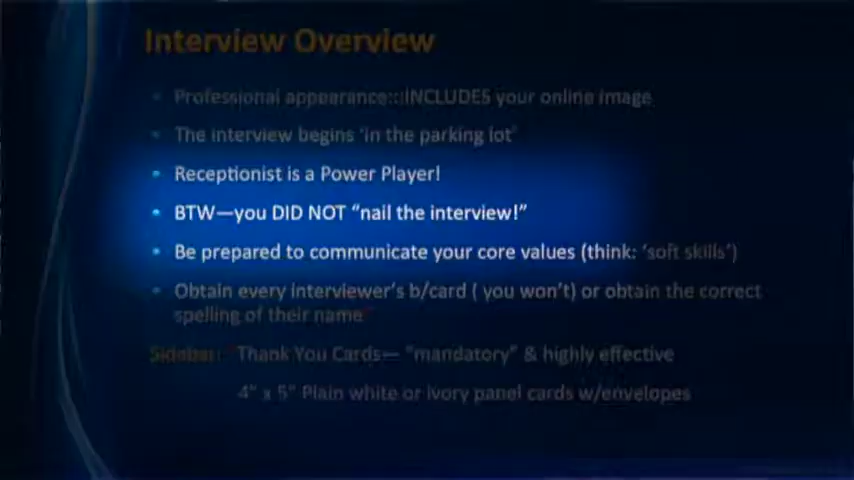 Interview Overview
• Professional appearance:::INCLUDES your online image
• The interview begins 'in the parking lot'
• Receptionist is a Power Player!
• BTW—you DID NOT “nail the interview!”
• Be prepared to communicate your core values (think: 'soft skills')
• Obtain every interviewer's b/card ( you won't) or obtain the correct
spelling of their name"
Sidebar: "Thank You Cards— "mandatory" & highly effective
4” x 5” Plain white or ivory panel cards w/envelopes